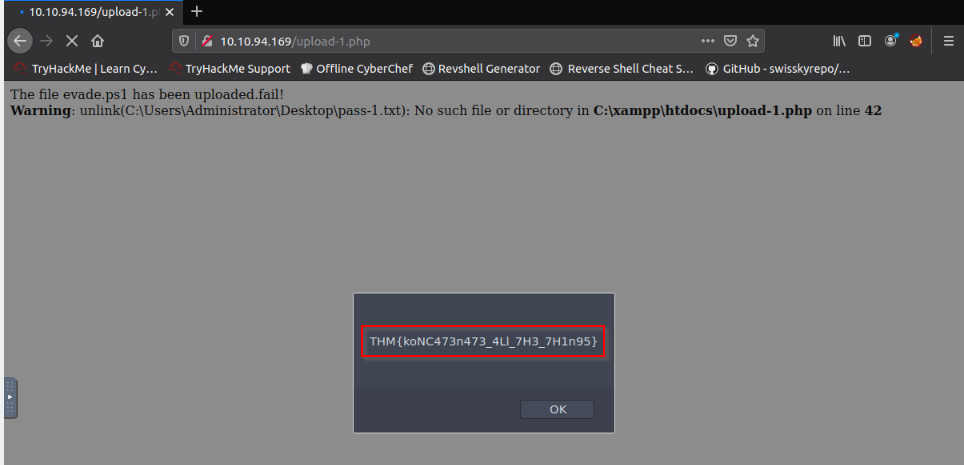 10.10.94.169/upload-1.p
10.10.94.169/upload-1.php
TryHackMe | Learn Cy... TryHackMe Support Offline CyberChef Revshell Generator Reverse Shell Cheat S... GitHub - swisskyrepo/...
The file evade.ps1 has been uploaded.fail!
Warning: unlink(C:\Users\Administrator\Desktop\pass-1.txt): No such file or directory in C:\xampp\htdocs\upload-1.php on line 42
THM{koNC473n473_4Ll_7H3_7H1n95}
OK